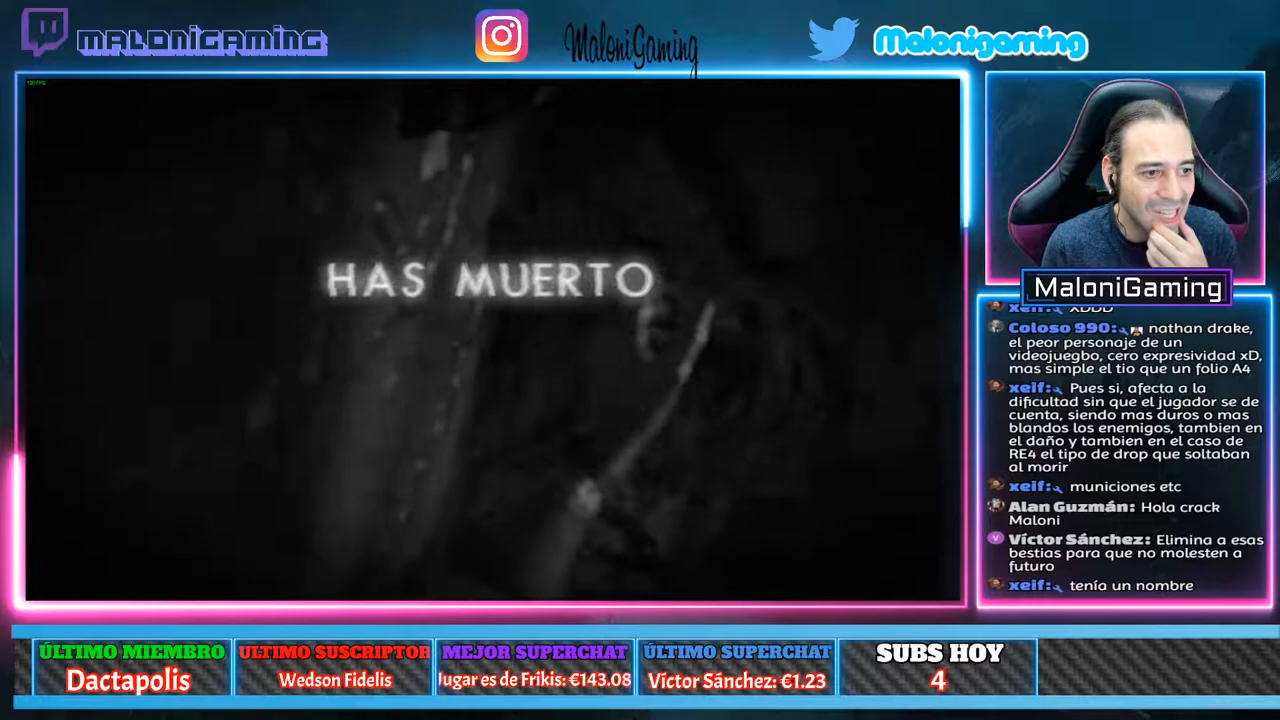 MALONIGAMING
MaloniGaming
Malonigaming
120 FPS
HAS MUERTO
MaloniGaming
xeif: XDDD
Coloso 990: nathan drake,
el peor personaje de un
videojuegbo, cero expresividad xD,
mas simple el tio que un folio A4
xeif: Pues si, afecta a la
dificultad sin que el jugador se de
cuenta, siendo mas duros o mas
blandos los enemigos, tambien en
el daño y tambien en el caso de
RE4 el tipo de drop que soltaban
al morir
xeif: municiones etc
Alan Guzmán: Hola crack
Maloni
V Víctor Sánchez: Elimina a esas
bestias para que no molesten a
futuro
xeif: tenía un nombre
ÚLTIMO MIEMBRO
Dactapolis
ULTIMO SUSCRIPTOR
Wedson Fidelis
MEJOR SUPERCHAT
Jugar es de Frikis: €143.08
ÚLTIMO SUPERCHAT
Víctor Sánchez: €1.23
SUBS HOY
4